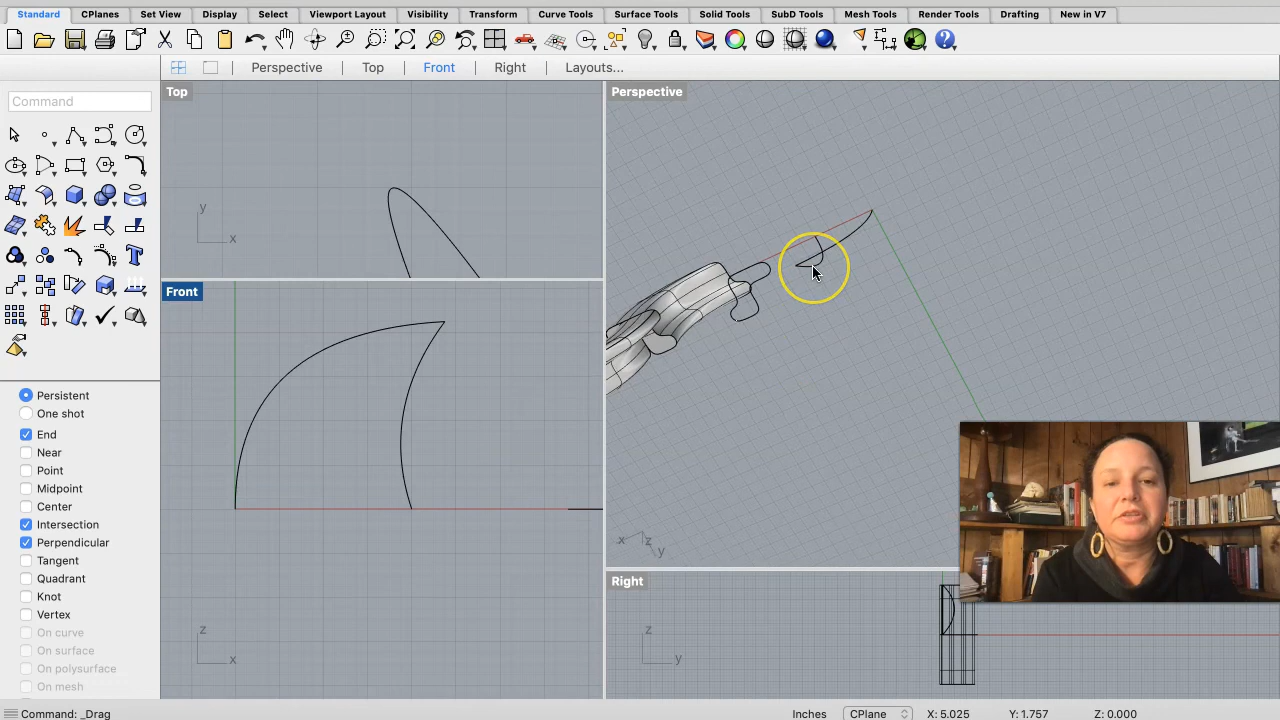 Standard CPlanes Set View Display Select Viewport Layout Visibility Transform Curve Tools Surface Tools Solid Tools SubD Tools Mesh Tools Render Tools Drafting New in V7
Perspective Top Front Right Layouts...
Command
Top
y
x
Perspective
Front
z
x
x
z
y
Right
z
y
Persistent
One shot
End
Near
Point
Midpoint
Center
Intersection
Perpendicular
Tangent
Quadrant
Knot
Vertex
On curve
On surface
On polysurface
On mesh
Command: _Drag
Inches CPlane X: 5.025 Y: 1.757 Z: 0.000